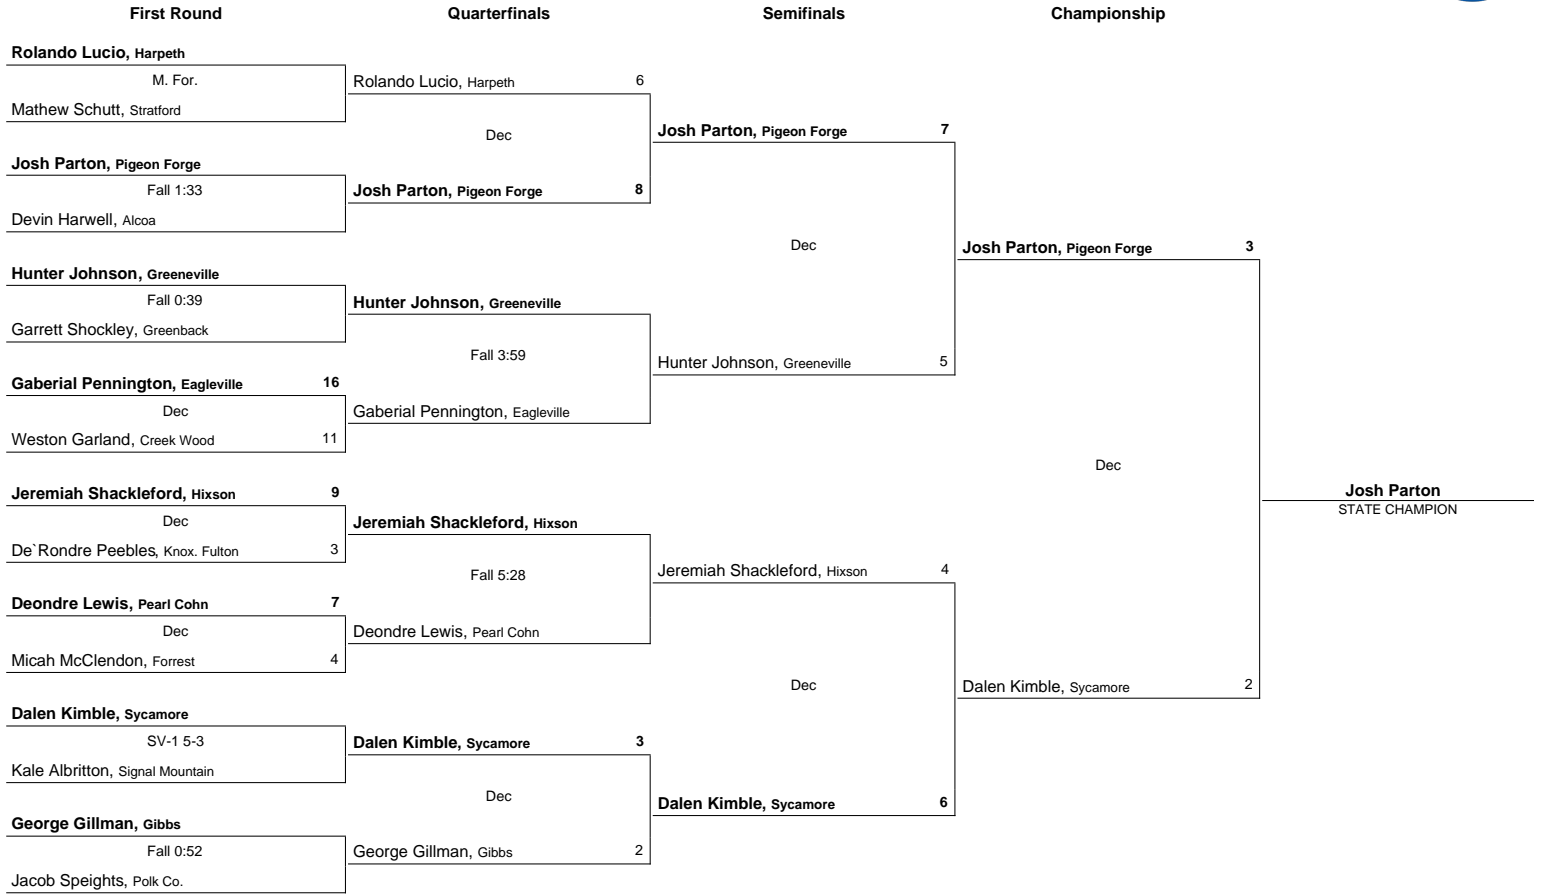 First Round Quarterfinals Semifinals Championship
Rolando Lucio, Harpeth
M. For.
Mathew Schutt, Stratford
Josh Parton, Pigeon Forge
Fall 1:33
Devin Harwell, Alcoa
Hunter Johnson, Greeneville
Fall 0:39
Garrett Shockley, Greenback
Gaberial Pennington, Eagleville 16
Dec
Weston Garland, Creek Wood 11
Jeremiah Shackleford, Hixson 9
Dec
De`Rondre Peebles, Knox. Fulton 3
Deondre Lewis, Pearl Cohn 7
Dec
Micah McClendon, Forrest 4
Dalen Kimble, Sycamore
SV-1 5-3
Kale Albritton, Signal Mountain
George Gillman, Gibbs
Fall 0:52
Jacob Speights, Polk Co.
Rolando Lucio, Harpeth 6
Dec
Josh Parton, Pigeon Forge 8
Hunter Johnson, Greeneville
Fall 3:59
Gaberial Pennington, Eagleville
Jeremiah Shackleford, Hixson
Fall 5:28
Deondre Lewis, Pearl Cohn
Dalen Kimble, Sycamore 3
Dec
George Gillman, Gibbs 2
Josh Parton, Pigeon Forge 7
Dec
Hunter Johnson, Greeneville 5
Jeremiah Shackleford, Hixson 4
Dec
Dalen Kimble, Sycamore 6
Josh Parton, Pigeon Forge 3
Dec
Dalen Kimble, Sycamore 2
Josh Parton
STATE CHAMPION